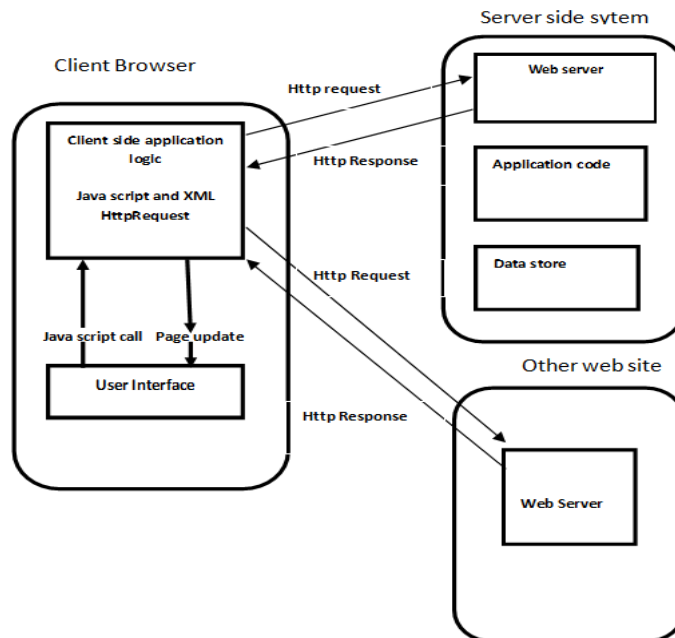 Server side sytem
Client Browser
Web server
Http request
Client side application
logic
Http Response
Application code
Java script and XML
HttpRequest
Data store
Http Request
Java script call
Page update
Other web site
User Interface
Http Response
Web Server